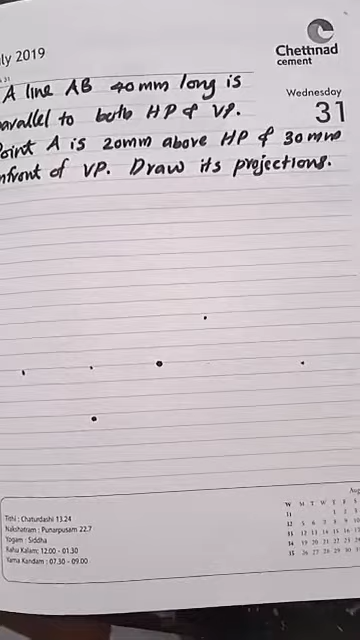 ly 2019
Chettinad
cement
Wednesday
31
A line AB 40mm long is
parallel to both HP & VP.
Point A is 20mm above HP & 30mm
nfront of VP. Draw its projections.
Aug
Tithi : Chaturdashi 13.24
Nakshatram : Punarpusam 22.7
Yogam : Siddha
Rahu Kalam: 12:00 - 01:30
Yama Kandam : 07.30 - 09.00
W M T W T F S